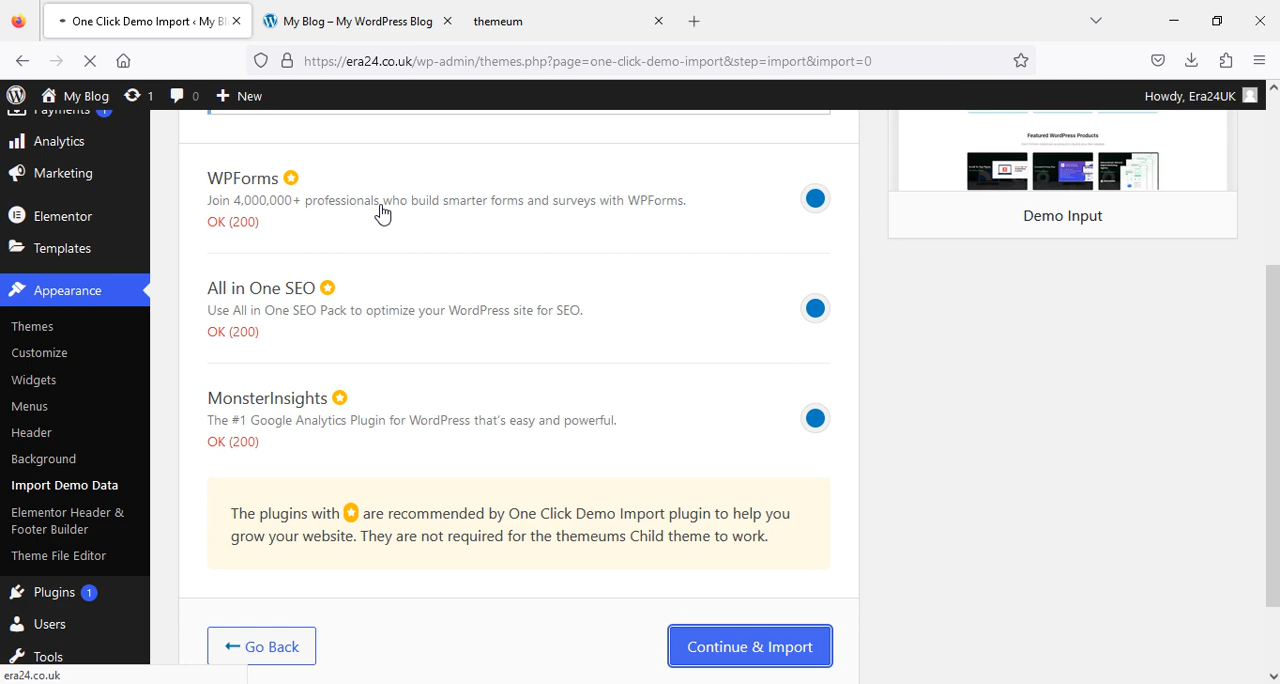 One Click Demo Import ‹ My Bl
My Blog – My WordPress Blog
themeum
https://era24.co.uk/wp-admin/themes.php?page=one-click-demo-import&step=import&import=0
My Blog
1
0
New
Howdy, Era24UK
Payments 1
Analytics
Marketing
Elementor
Templates
Appearance
Themes
Customize
Widgets
Menus
Header
Background
Import Demo Data
Elementor Header &
Footer Builder
Theme File Editor
Plugins 1
Users
Tools
era24.co.uk
WPForms
Join 4,000,000+ professionals who build smarter forms and surveys with WPForms.
OK (200)
All in One SEO
Use All in One SEO Pack to optimize your WordPress site for SEO.
OK (200)
MonsterInsights
The #1 Google Analytics Plugin for WordPress that's easy and powerful.
OK (200)
The plugins with are recommended by One Click Demo Import plugin to help you
grow your website. They are not required for the themeums Child theme to work.
Go Back
Continue & Import
Featured WordPress Products
Demo Input